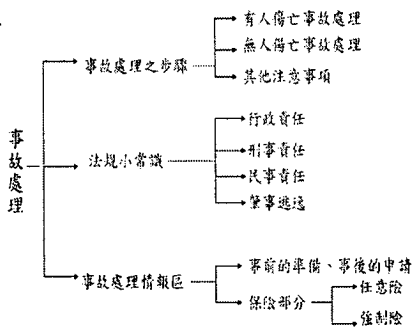 有人傷亡事故處理
無人傷亡事故處理
事故處理之步驟
其他注意事項
行政責任
刑事責任
事故處理
法規小常識
民事責任
肇事逃逸
事前的準備、事後的申請
事故處理情報區
任意險
保險部分
強制險